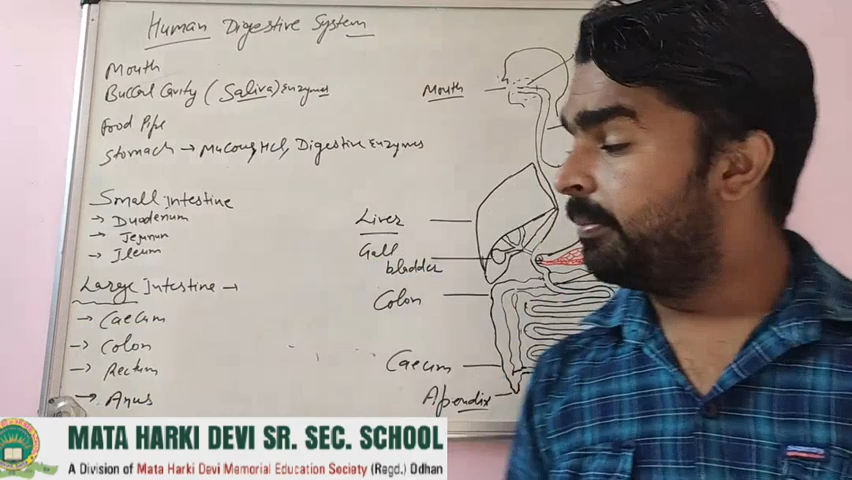 Human Digestive System
Mouth
Buccal Cavity (Saliva) Enzymes
Food Pipe
Stomach → Mucous, HCl, Digestive Enzymes
Small Intestine
→ Duodenum
→ Jejunum
→ Ileum
Large Intestine →
→ Caecum
→ Colon
→ Rectum
→ Anus
Mouth
Liver
Gall
bladder
Colon
Caecum
Apendix
MATA HARKI DEVI SR. SEC. SCHOOL
A Division of Mata Harki Devi Memorial Education Society (Regd.) Odhan